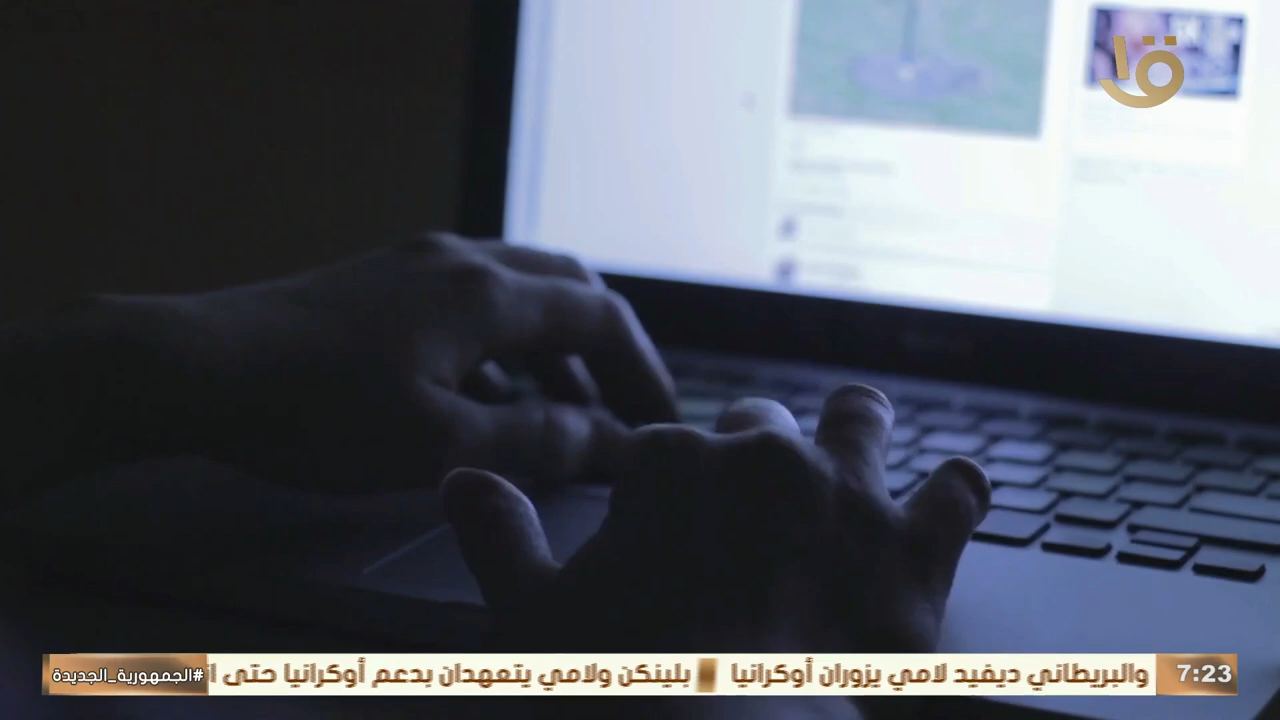 7:23 والبريطاني ديفيد لامي يزوران أوكرانيا بلينكن ولامي يتعهدان بدعم أوكرانيا حتى #الجمهورية_الجديدة